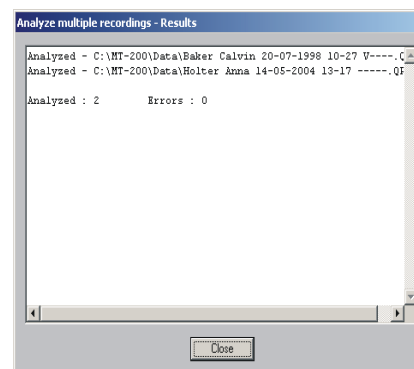 Analyze multiple recordings - Results
Analyzed - C:\MT-200\Data\Baker Calvin 20-07-1998 10-27 V----.
Analyzed - C:\MT-200\Data\Holter Anna 14-05-2004 13-17 -----.
Analyzed : 2 Errors : 0
Close